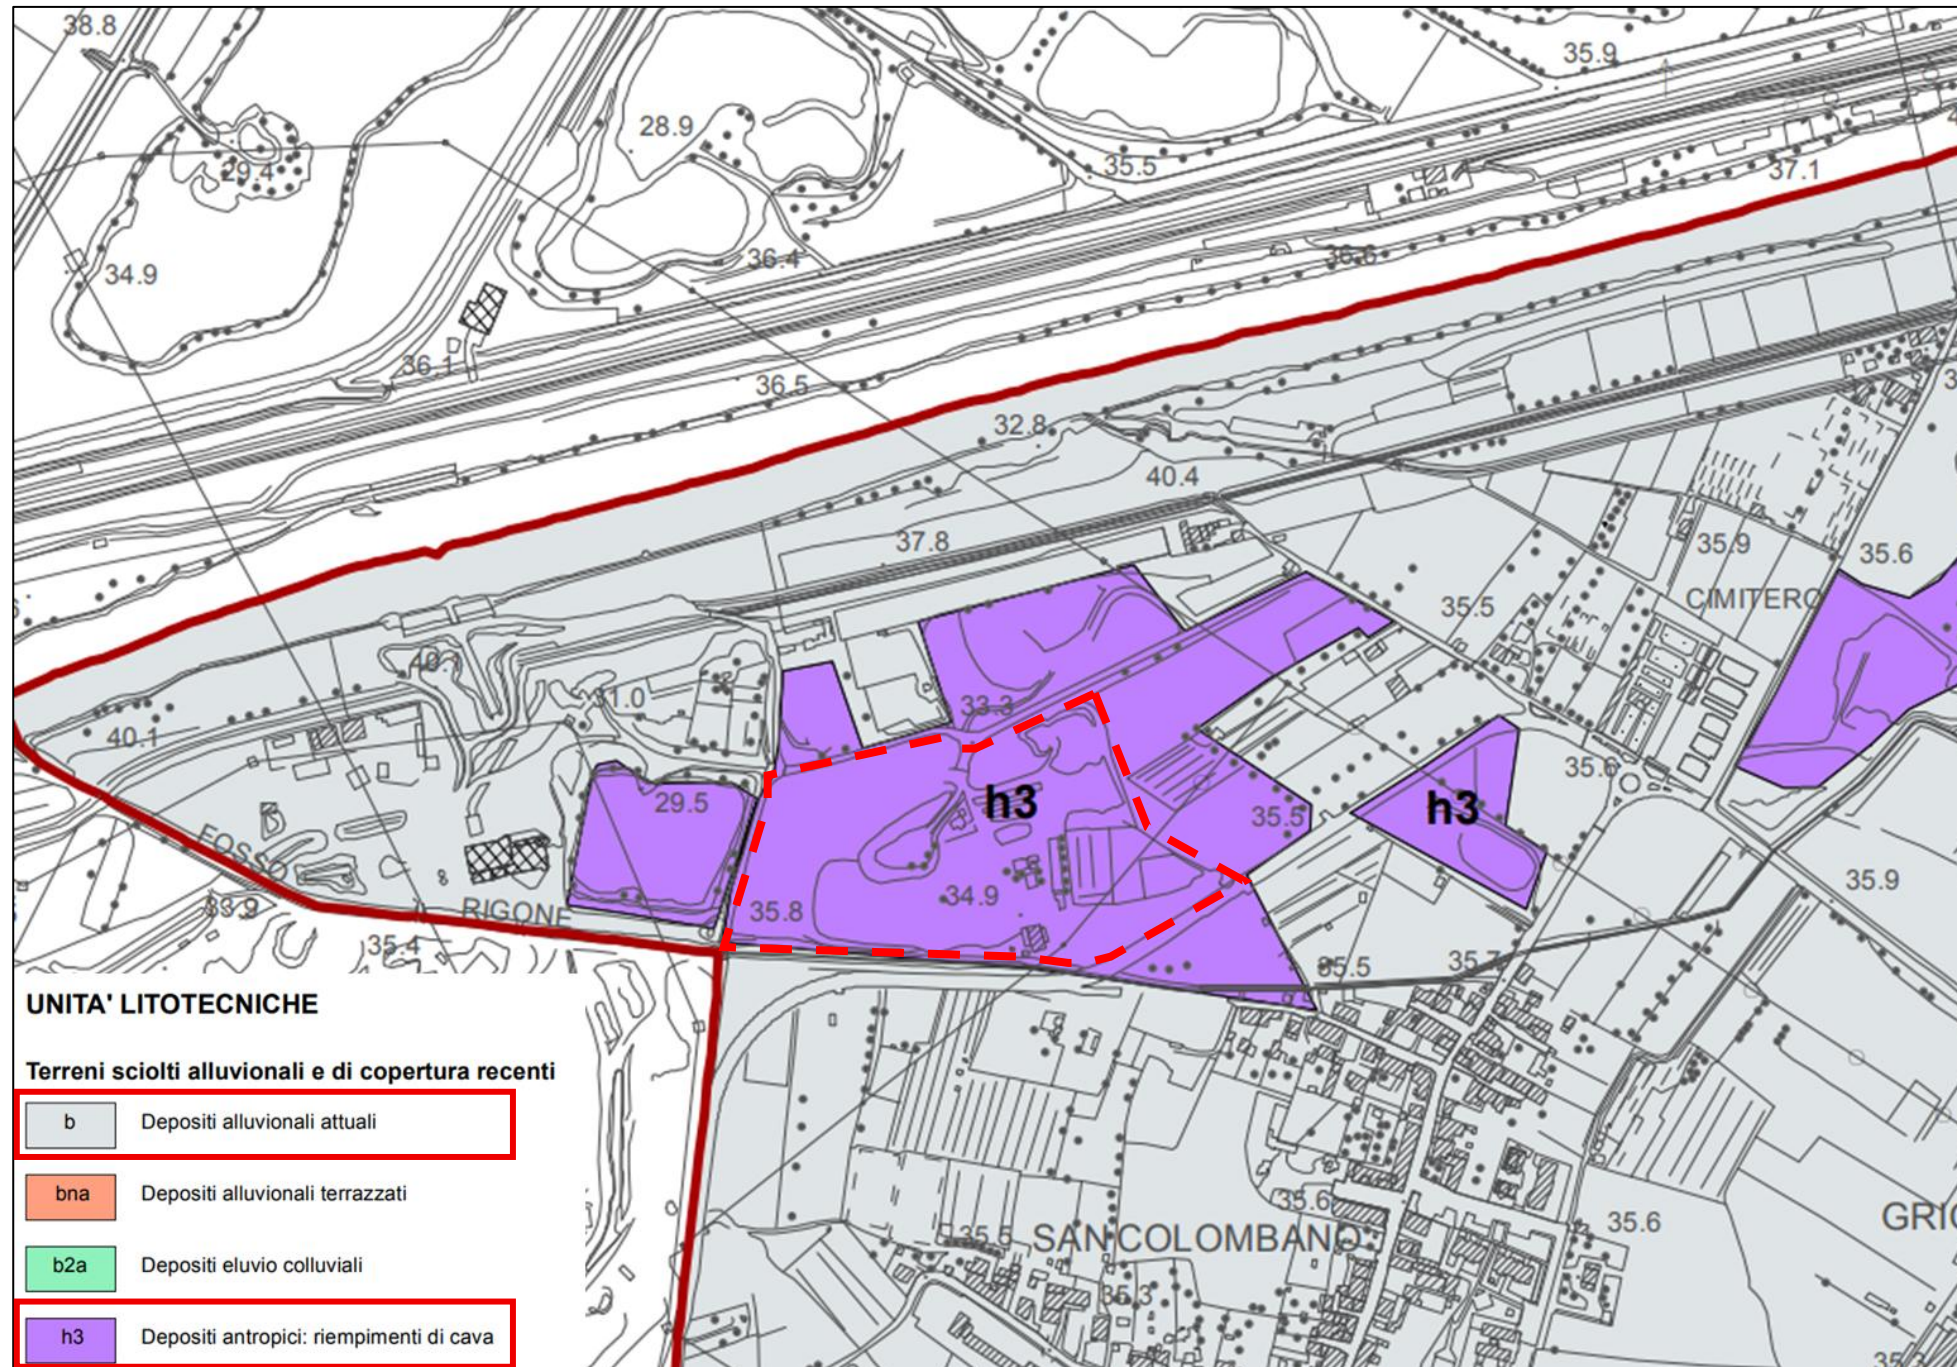 38.8
35.9
28.9
35.5
29.4
37.1
36.4
36.6
34.9
36.1
36.5
32.8
40.4
37.8
35.9
35.6
CIMITERO
35.5
40.1
31.0
33.3
40.1
35.6
29.5
h3
h3
35.5
FOSSO
35.9
34.9
33.9
RIGONE
35.8
35.4
35.5
35.7
UNITA' LITOTECNICHE
Terreni sciolti alluvionali e di copertura recenti
b Depositi alluvionali attuali
bna Depositi alluvionali terrazzati
35.6
35.6
GRIG
35.5
SAN COLOMBANO
b2a Depositi eluvio colluviali
35.3
h3 Depositi antropici: riempimenti di cava